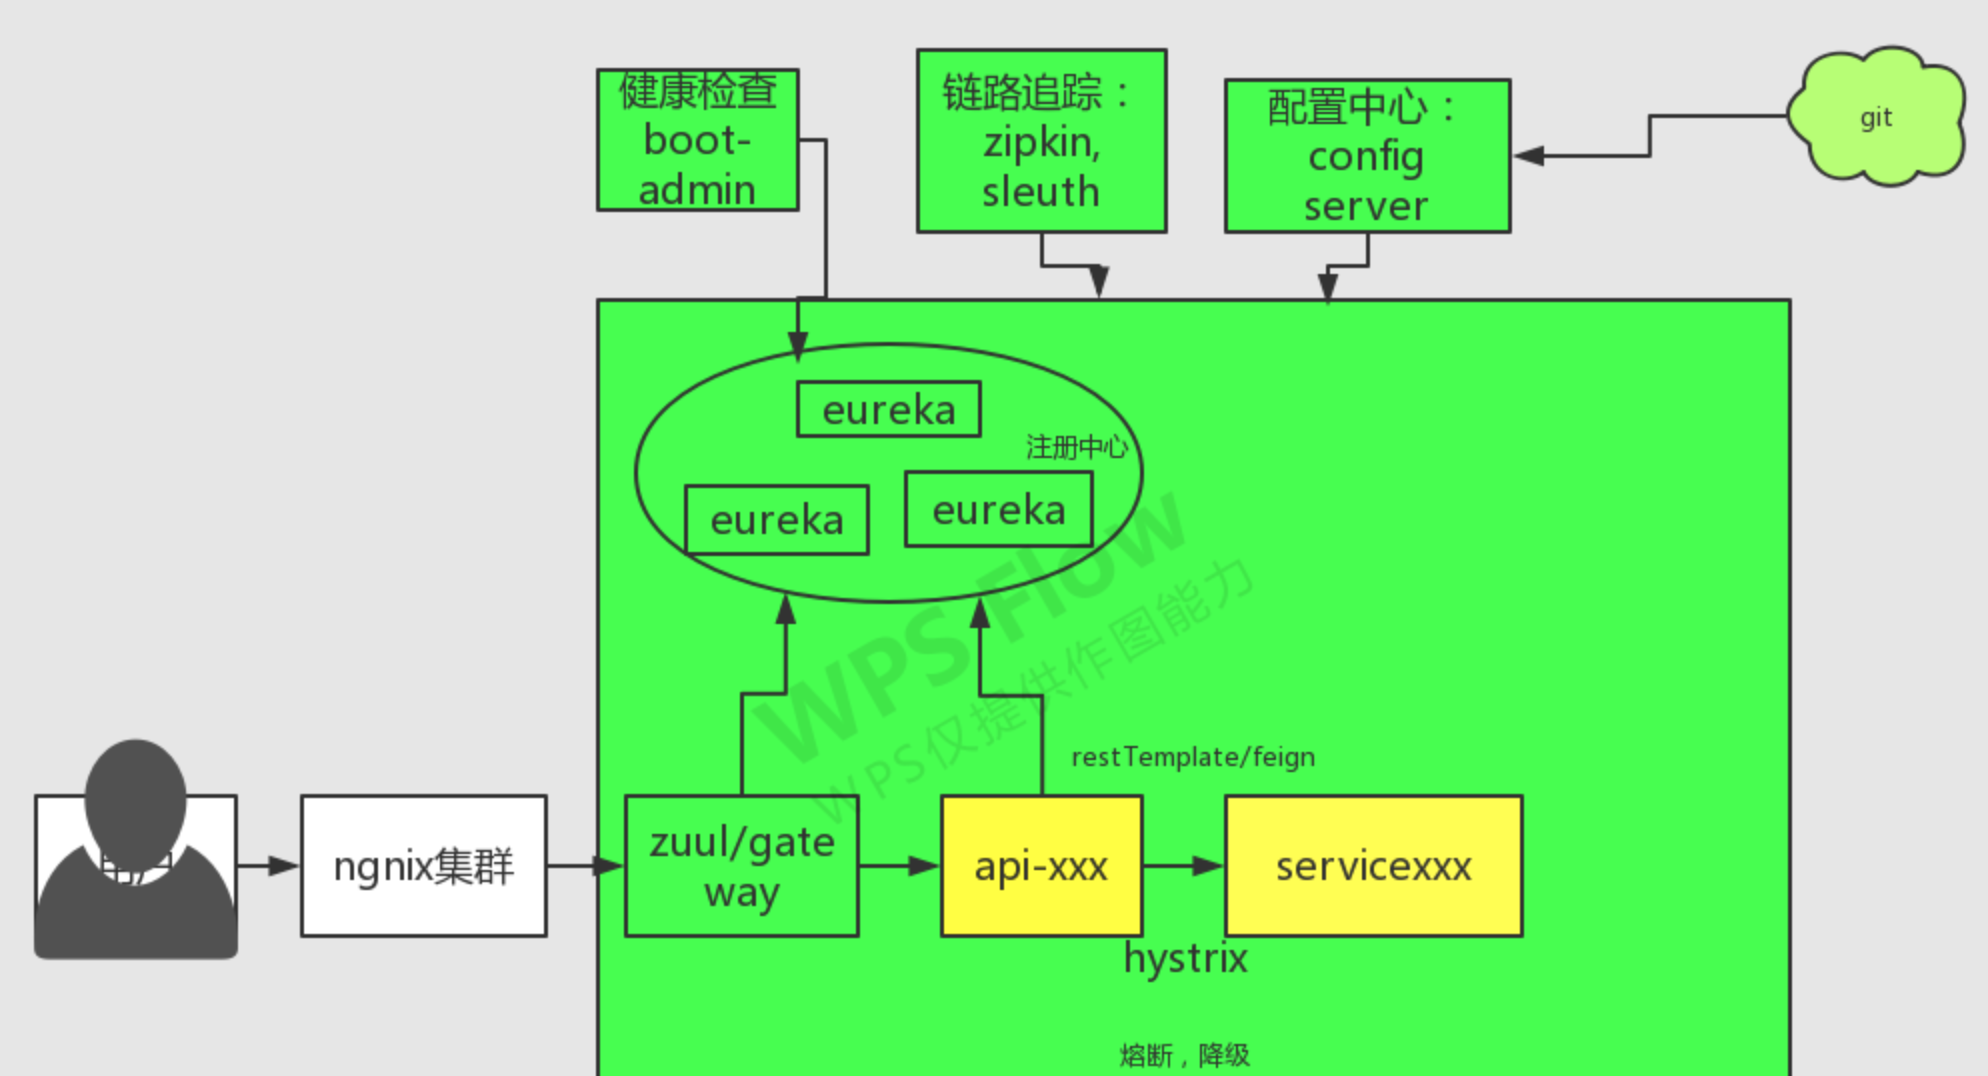 健康检查
boot-
admin
链路追踪：
zipkin,
sleuth
配置中心：
config
server
git
eureka
注册中心
eureka
eureka
WPS Flow
WPS仅提供作图能力
restTemplate/feign
ngnix集群
zuul/gate
way
api-xxx
servicexxx
hystrix
熔断，降级